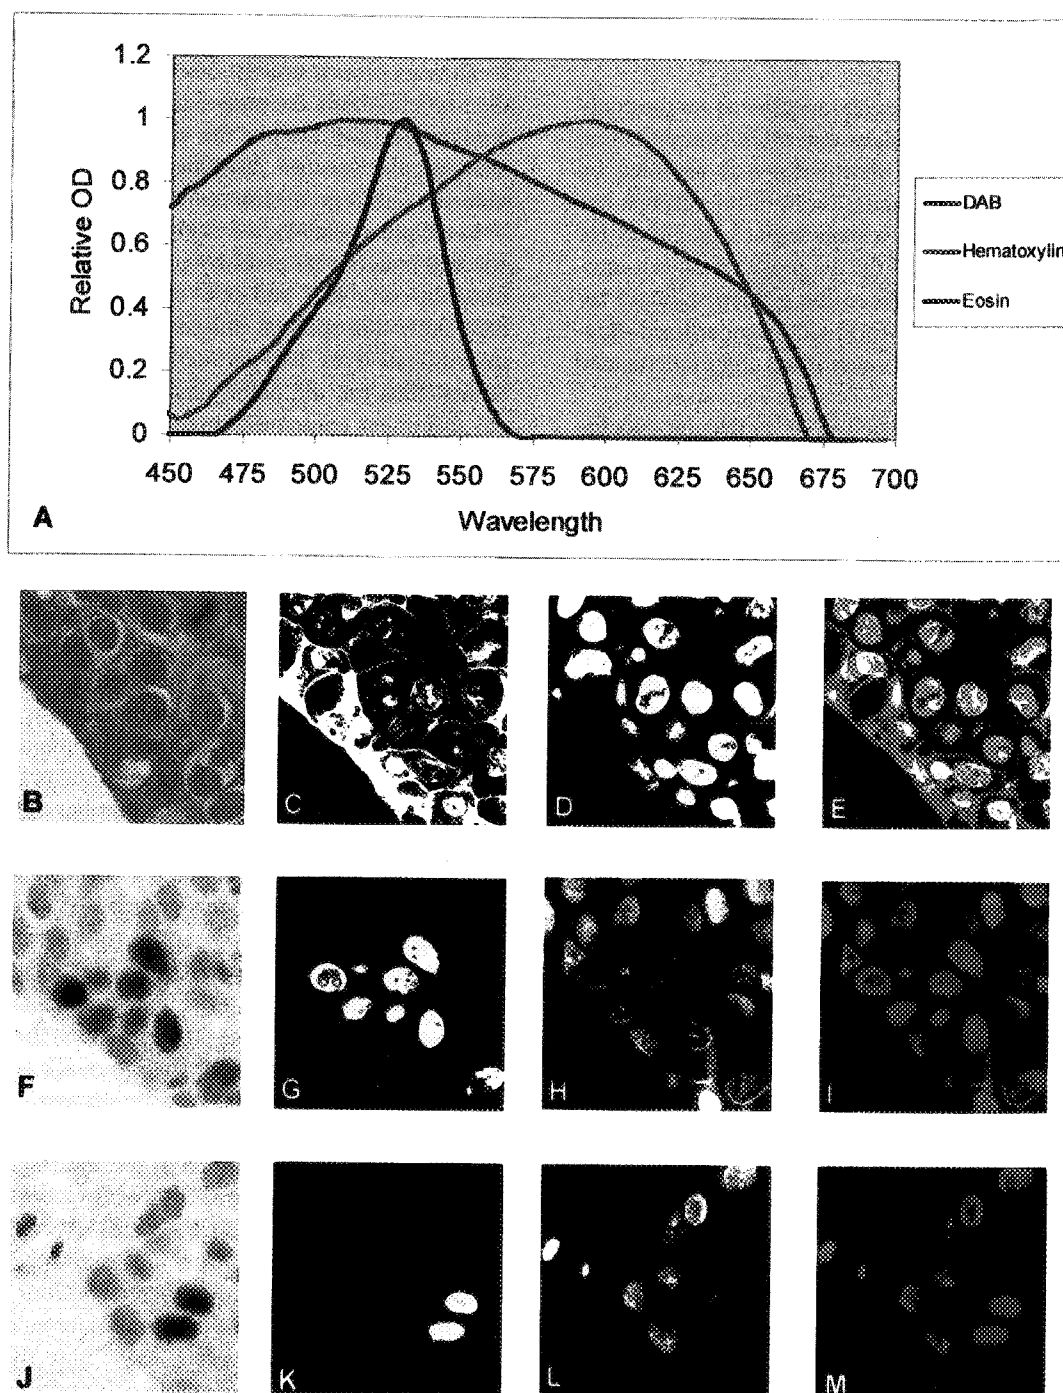 1.2
1
0.8
0.6
0.4
0.2
0
Relative OD
450 475 500 525 550 575 600 625 650 675 700
Wavelength
A
DAB
Hematoxylin
Eosin
B C D E
F G H I
J K L M